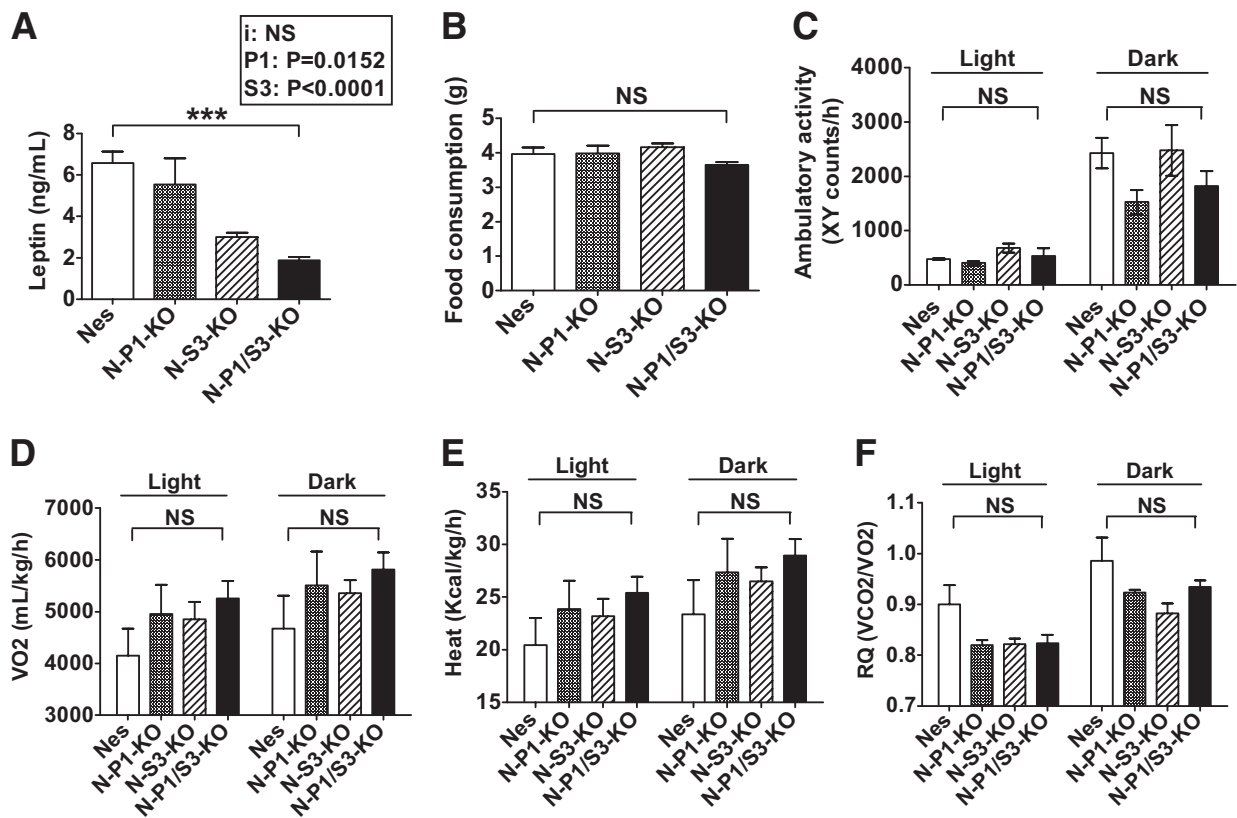 A
i: NS
P1: P=0.0152
S3: P<0.0001
***
Leptin (ng/mL)
8
6
4
2
0
Nes
N-P1-KO
N-S3-KO
N-P1/S3-KO
B
Food consumption (g)
NS
5
4
3
2
1
0
Nes
N-P1-KO
N-S3-KO
N-P1/S3-KO
C
Ambulatory activity
(XY counts/h)
Light
Dark
NS
NS
4000
3000
2000
1000
0
Nes
N-P1-KO
N-S3-KO
N-P1/S3-KO
Nes
N-P1-KO
N-S3-KO
N-P1/S3-KO
D
VO2 (mL/kg/h)
Light
Dark
NS
NS
7000
6000
5000
4000
3000
Nes
N-P1-KO
N-S3-KO
N-P1/S3-KO
Nes
N-P1-KO
N-S3-KO
N-P1/S3-KO
E
Heat (Kcal/kg/h)
Light
Dark
NS
NS
35
30
25
20
15
Nes
N-P1-KO
N-S3-KO
N-P1/S3-KO
Nes
N-P1-KO
N-S3-KO
N-P1/S3-KO
F
RQ (VCO2/VO2)
Light
Dark
NS
NS
1.1
1.0
0.9
0.8
0.7
Nes
N-P1-KO
N-S3-KO
N-P1/S3-KO
Nes
N-P1-KO
N-S3-KO
N-P1/S3-KO